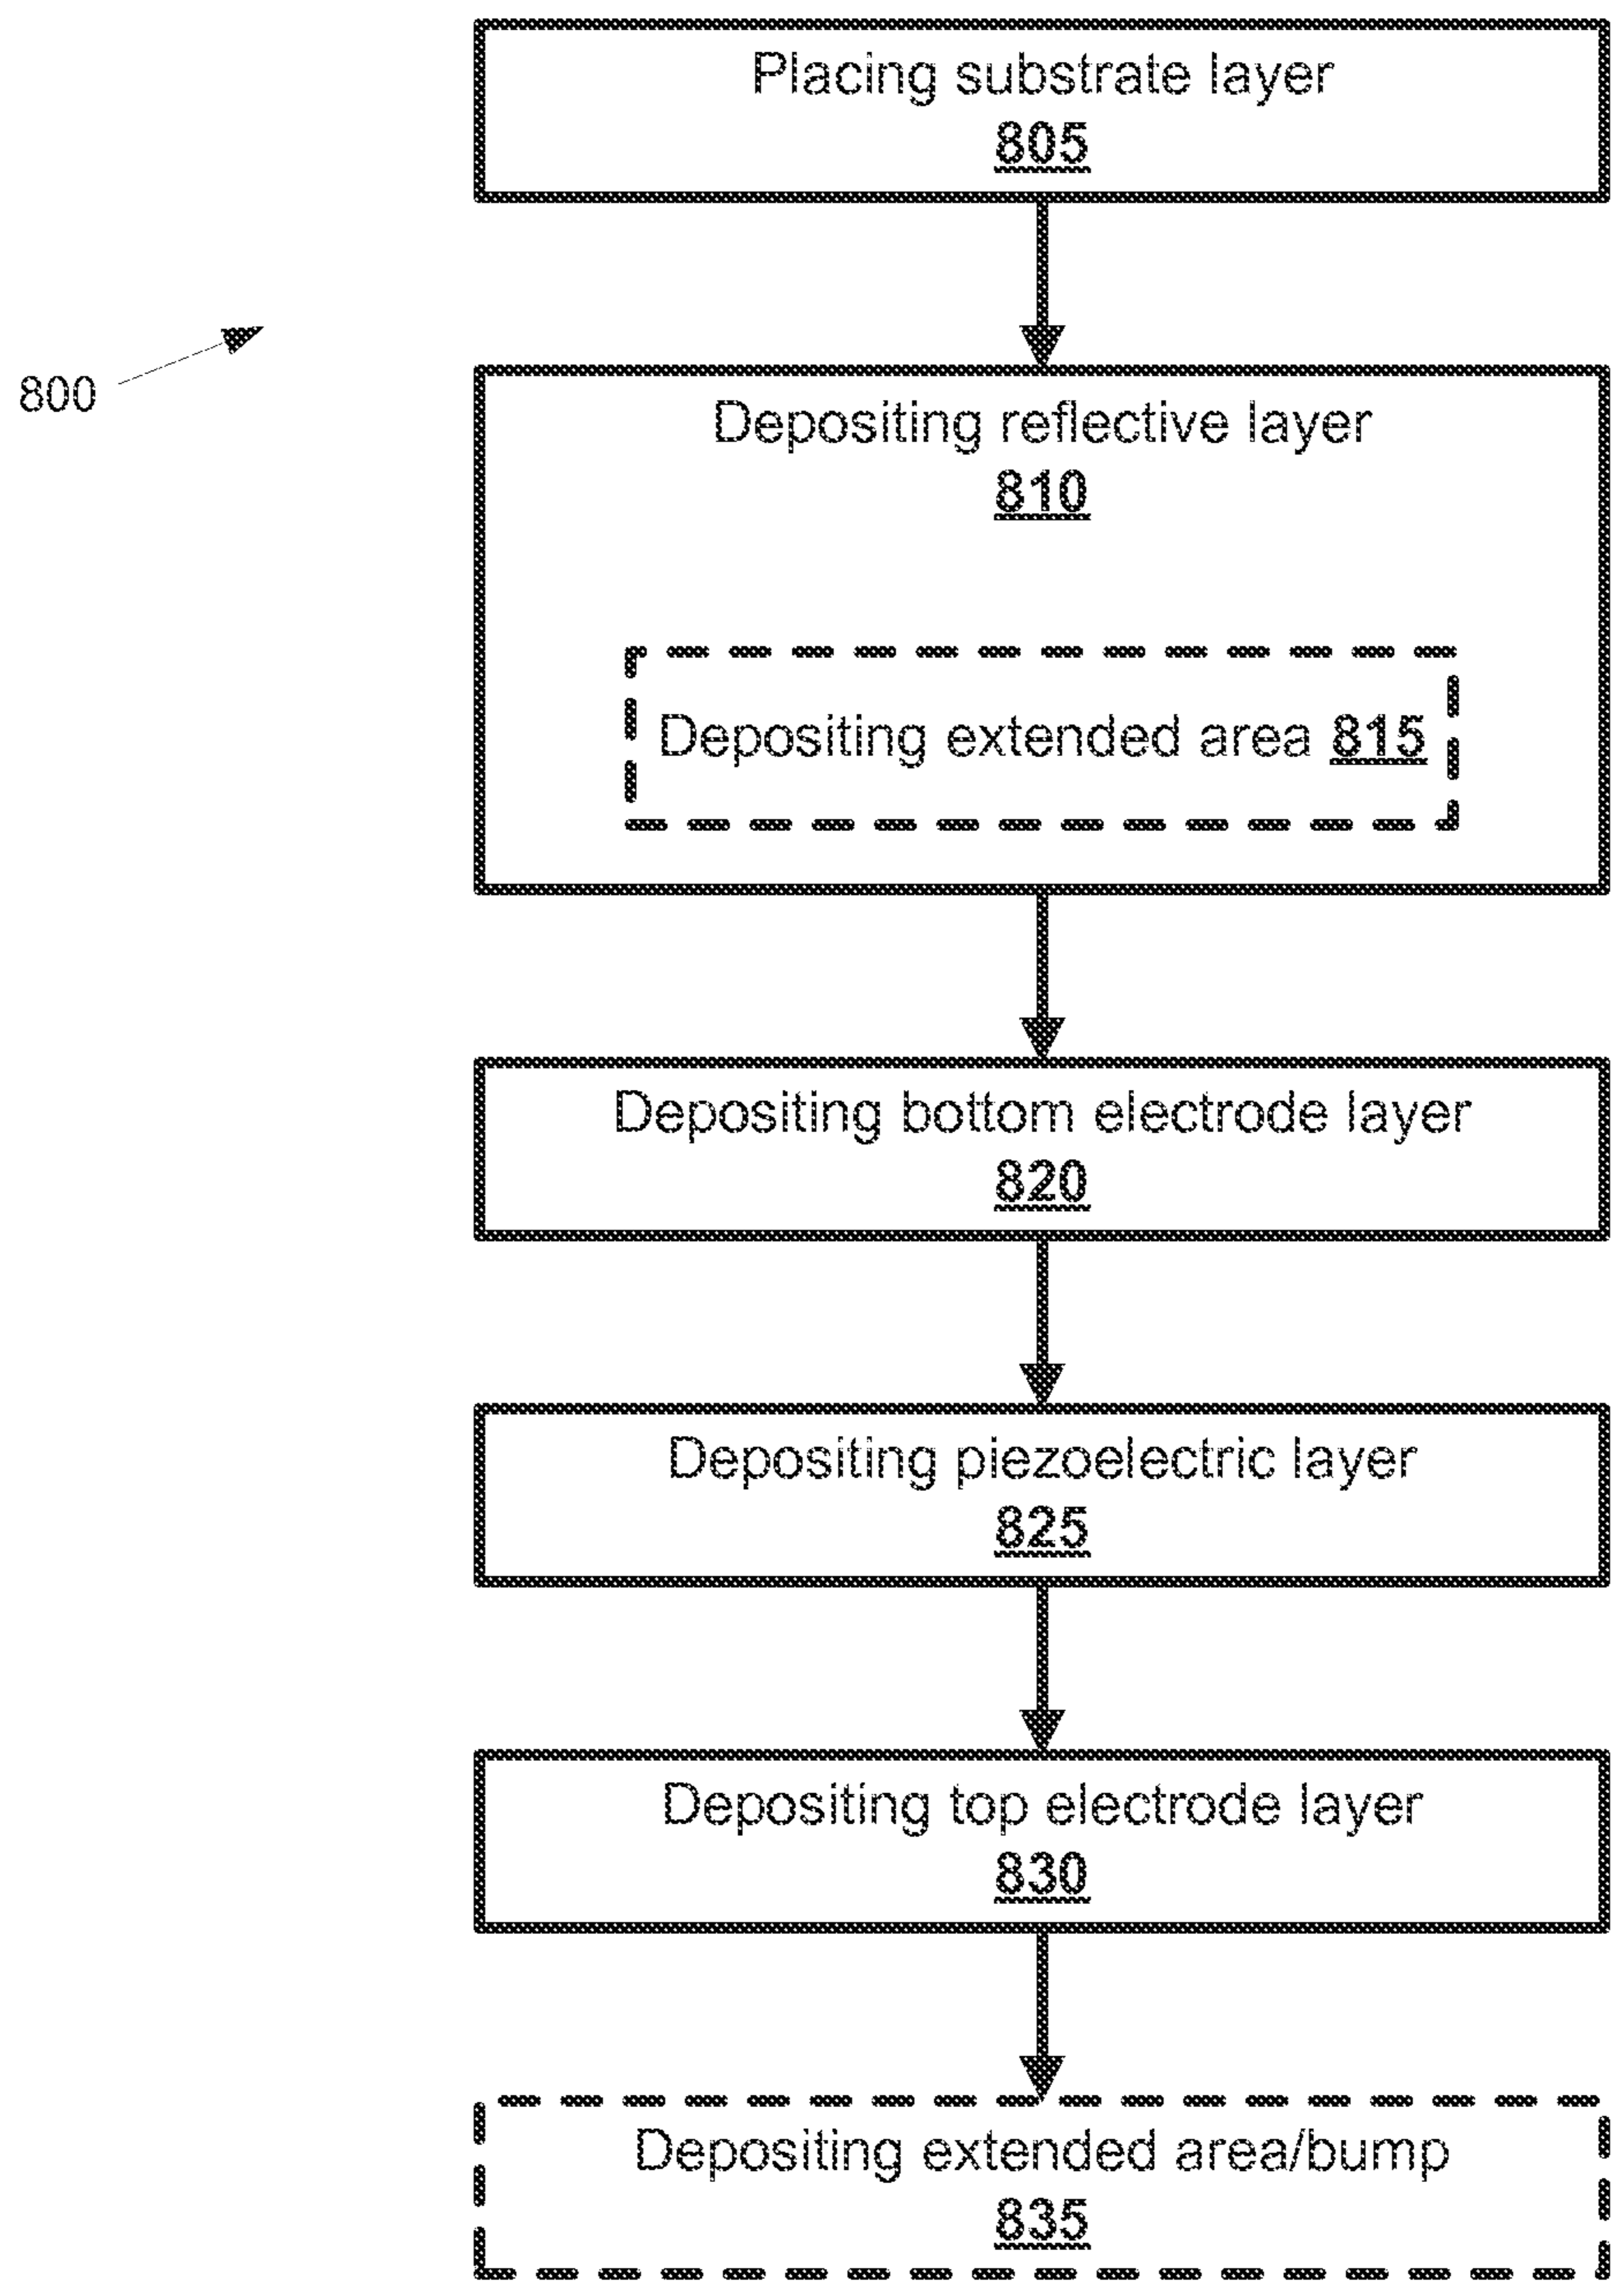 Placing substrate layer
805
800
Depositing reflective layer
810
Depositing extended area 815
Depositing bottom electrode layer
820
Depositing piezoelectric layer
825
Depositing top electrode layer
830
Depositing extended area/bump
835